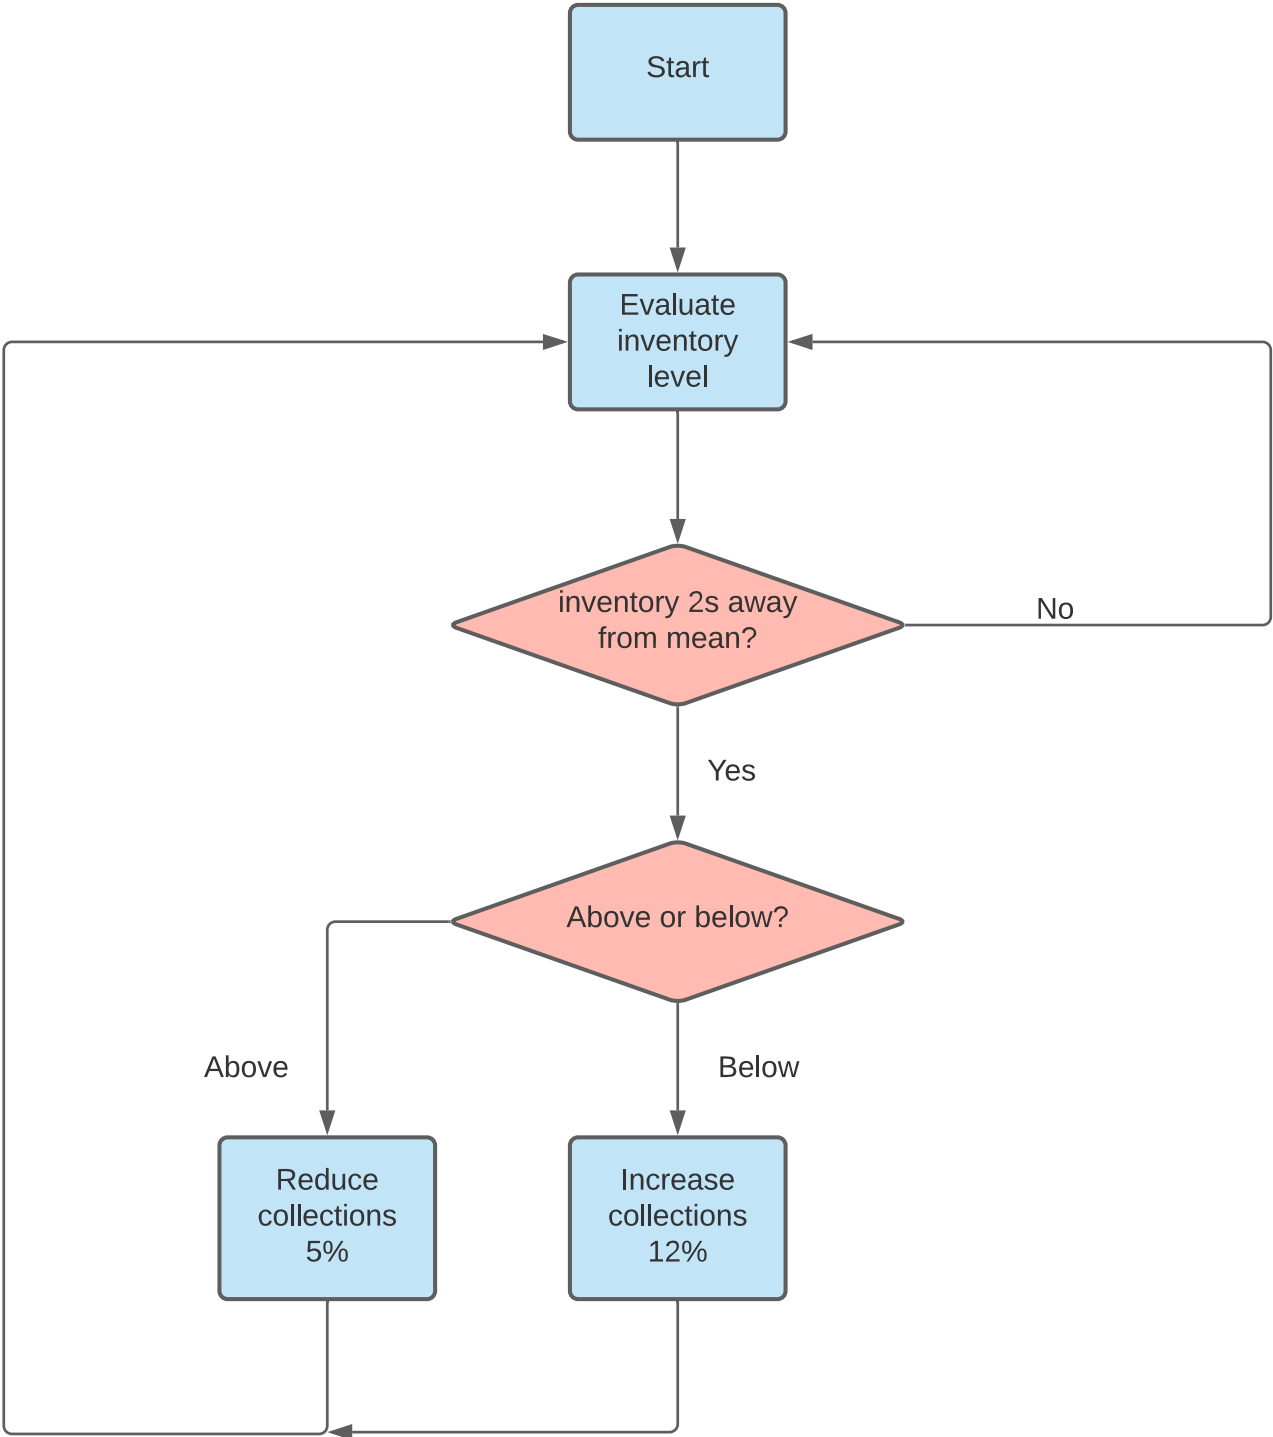 Start
Evaluate
inventory
level
inventory 2s away
from mean?
No
Yes
Above or below?
Above
Below
Reduce
collections
5%
Increase
collections
12%